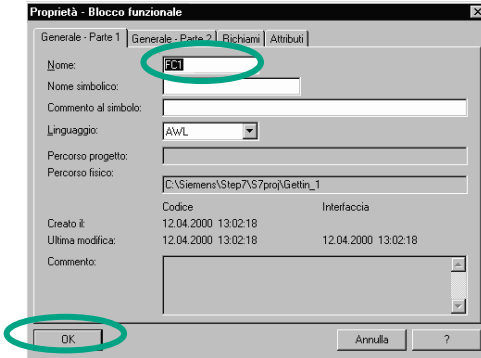 Proprietà - Blocco funzionale
Generale - Parte 1 Generale - Parte 2 Richiami Attributi
Nome: FC1
Nome simbolico:
Commento al simbolo:
Linguaggio: AWL
Percorso progetto:
Percorso fisico: C:\Siemens\Step7\S7proj\Gettin_1
Codice Interfaccia
Creato il: 12.04.2000 13:02:18
Ultima modifica: 12.04.2000 13:02:18 12.04.2000 13:02:18
Commento:
OK Annulla ?